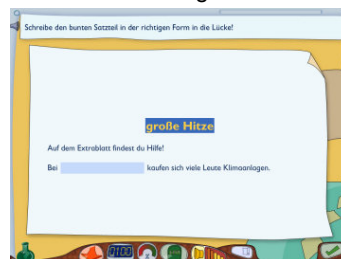 Schreibe den bunten Satzteil in der richtigen Form in die Lücke!
große Hitze
Auf dem Extrablatt findest du Hilfe!
Bei kaufen sich viele Leute Klimaanlagen.